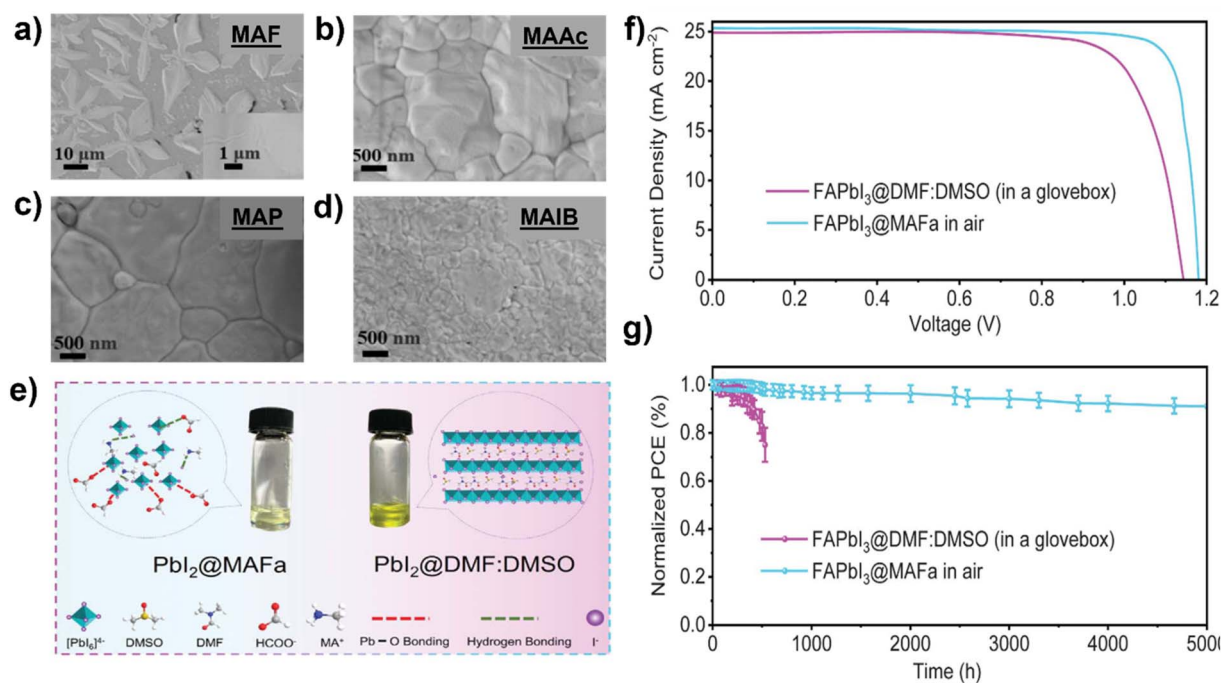 a)
MAF
10 μm
1 μm
b)
MAAc
500 nm
c)
MAP
500 nm
d)
MAIB
500 nm
e)
PbI₂@MAFa
PbI₂@DMF:DMSO
[PbI₆]⁴⁻
DMSO
DMF
HCOO⁻
MA⁺
Pb–O Bonding
Hydrogen Bonding
I⁻
f)
Current Density (mA cm⁻²)
25
20
15
10
5
0
FAPbI₃@DMF:DMSO (in a glovebox)
FAPbI₃@MAFa in air
0.0 0.2 0.4 0.6 0.8 1.0 1.2
Voltage (V)
g)
Normalized PCE (%)
1.0
0.8
0.6
0.4
0.2
0.0
FAPbI₃@DMF:DMSO (in a glovebox)
FAPbI₃@MAFa in air
0 1000 2000 3000 4000 500
Time (h)